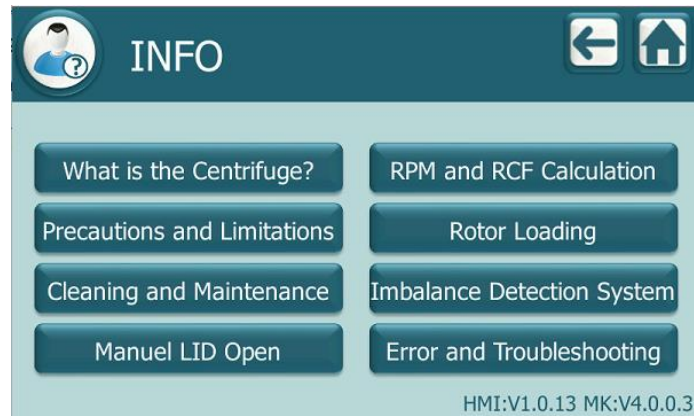 INFO
What is the Centrifuge?
RPM and RCF Calculation
Precautions and Limitations
Rotor Loading
Cleaning and Maintenance
Imbalance Detection System
Manuel LID Open
Error and Troubleshooting
HMI:V1.0.13 MK:V4.0.0.3